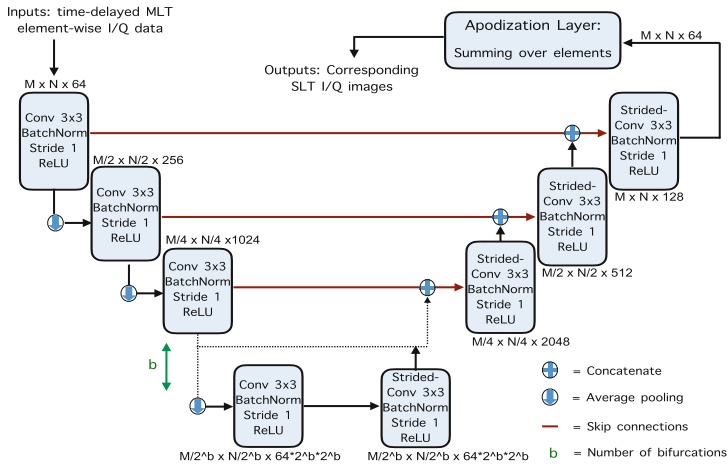 Inputs: time-delayed MLT
element-wise I/Q data
Apodization Layer:
Summing over elements
M x N x 64
Outputs: Corresponding
SLT I/Q images
M x N x 64
Conv 3x3
BatchNorm
Stride 1
ReLU
Strided-
Conv 3x3
BatchNorm
Stride 1
ReLU
M x N x 128
M/2 x N/2 x 256
Conv 3x3
BatchNorm
Stride 1
ReLU
Strided-
Conv 3x3
BatchNorm
Stride 1
ReLU
M/2 x N/2 x 512
M/4 x N/4 x1024
Conv 3x3
BatchNorm
Stride 1
ReLU
Strided-
Conv 3x3
BatchNorm
Stride 1
ReLU
M/4 x N/4 x 2048
b
Conv 3x3
BatchNorm
Stride 1
ReLU
Strided-
Conv 3x3
BatchNorm
Stride 1
ReLU
M/2^b x N/2^b x 64*2^b*2^b
M/2^b x N/2^b x 64*2^b*2^b
= Concatenate
= Average pooling
= Skip connections
b = Number of bifurcations